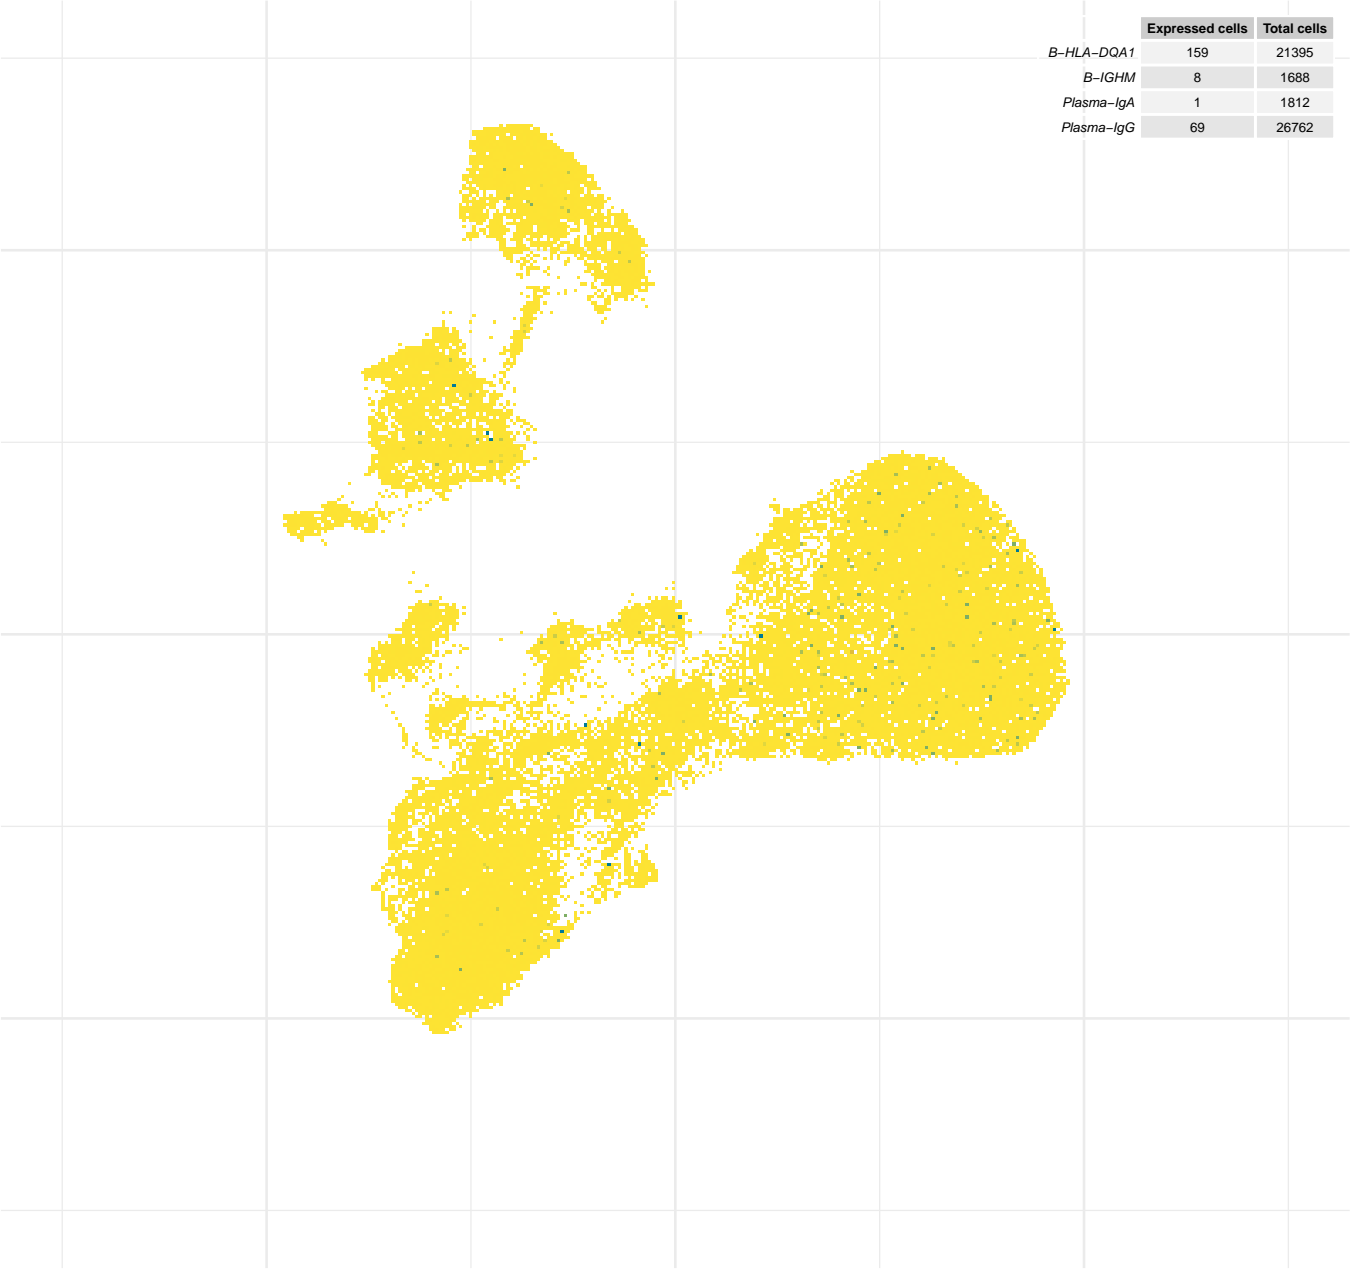 Expressed cells Total cells
B−HLA−DQA1 159 21395
B−IGHM 8 1688
Plasma−IgA 1 1812
Plasma−IgG 69 26762